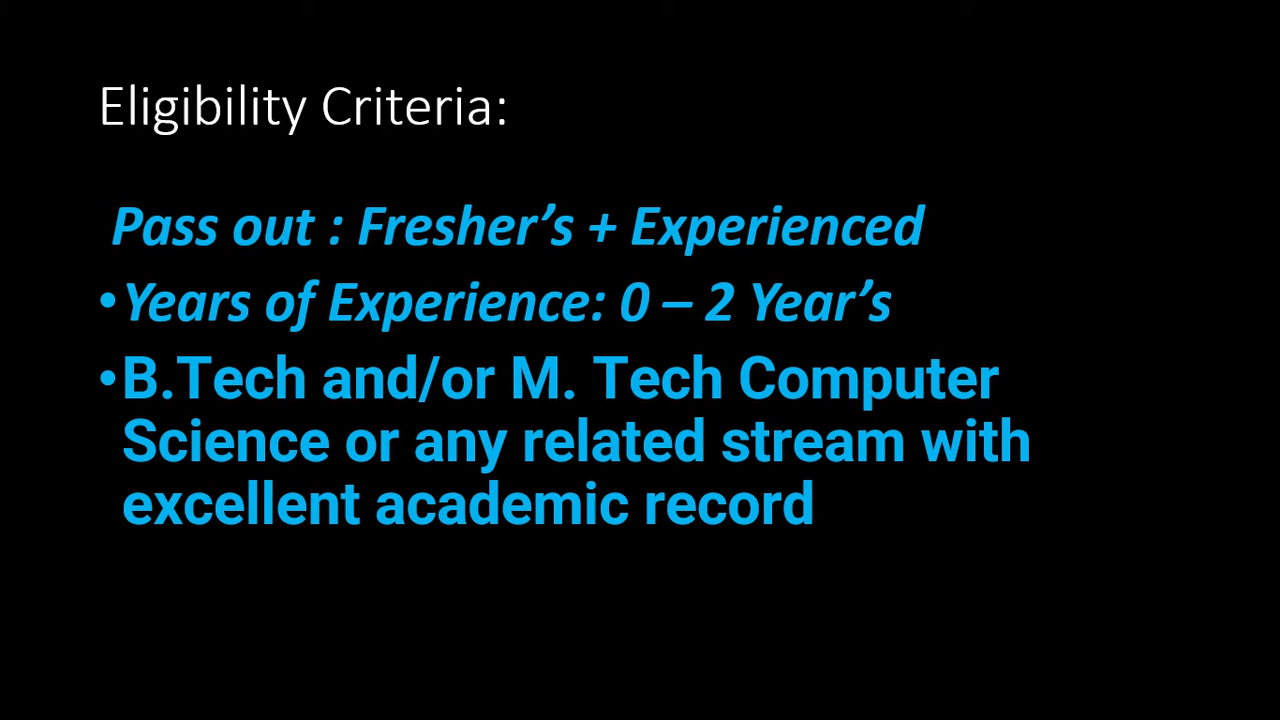 Eligibility Criteria:
Pass out : Fresher’s + Experienced
•Years of Experience: 0 – 2 Year’s
•B.Tech and/or M. Tech Computer
Science or any related stream with
excellent academic record